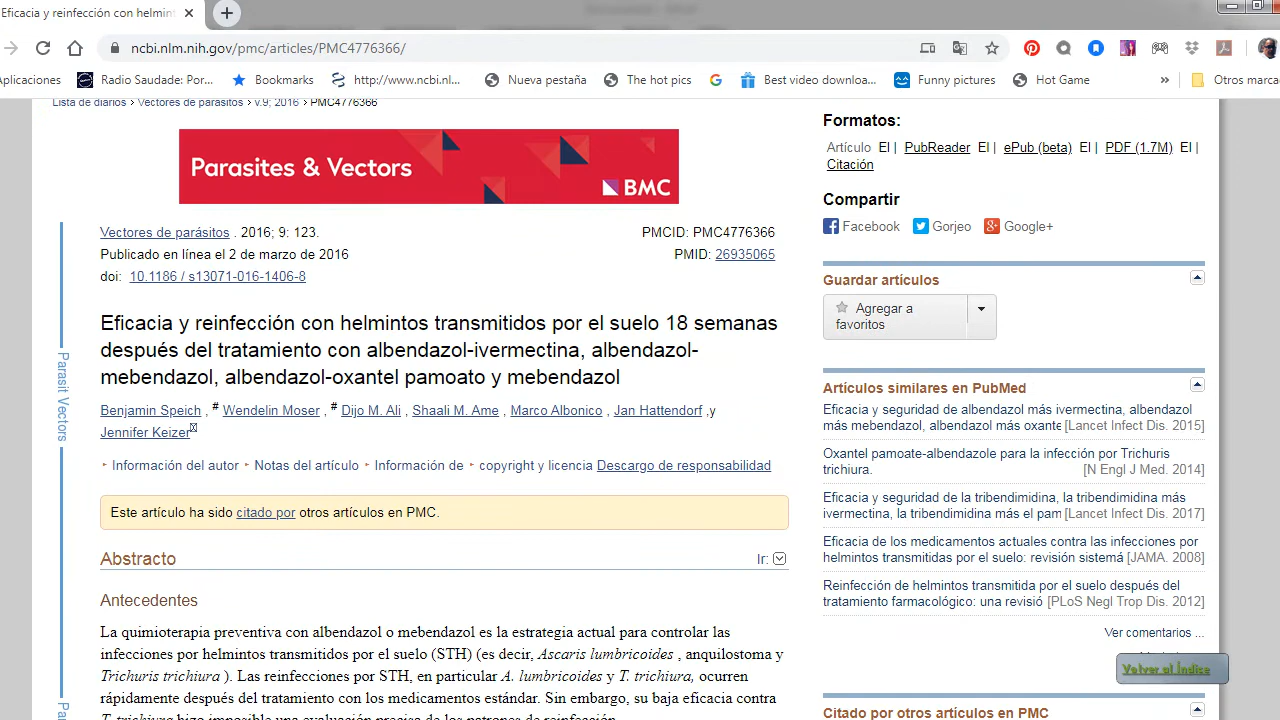 Eficacia y reinfección con helmint
ncbi.nlm.nih.gov/pmc/articles/PMC4776366/
plicaciones Radio Saudade: Por... Bookmarks http://www.ncbi.nl... Nueva pestaña The hot pics Best video downloa... Funny pictures Hot Game » Otros marca
Lista de diarios › Vectores de parásitos › v.9; 2016 › PMC4776366
Parasites & Vectors
BMC
Vectores de parásitos . 2016; 9: 123.
PMCID: PMC4776366
Publicado en línea el 2 de marzo de 2016
PMID: 26935065
doi: 10.1186 / s13071-016-1406-8
Eficacia y reinfección con helmintos transmitidos por el suelo 18 semanas
después del tratamiento con albendazol-ivermectina, albendazol-
mebendazol, albendazol-oxantel pamoato y mebendazol
Benjamin Speich , # Wendelin Moser , # Dijo M. Ali , Shaali M. Ame , Marco Albonico , Jan Hattendorf ,y
Jennifer Keizer
Información del autor Notas del artículo Información de copyright y licencia Descargo de responsabilidad
Este artículo ha sido citado por otros artículos en PMC.
Abstracto
Ir:
Antecedentes
La quimioterapia preventiva con albendazol o mebendazol es la estrategia actual para controlar las
infecciones por helmintos transmitidos por el suelo (STH) (es decir, Ascaris lumbricoides , anquilostoma y
Trichuris trichiura ). Las reinfecciones por STH, en particular A. lumbricoides y T. trichiura, ocurren
rápidamente después del tratamiento con los medicamentos estándar. Sin embargo, su baja eficacia contra
T. trichiura hizo imposible una evaluación precisa de los patrones de reinfección.
Parasit Vectors
Formatos:
Artículo El | PubReader El | ePub (beta) El | PDF (1.7M) El |
Citación
Compartir
Facebook Gorjeo Google+
Guardar artículos
Agregar a
favoritos
Artículos similares en PubMed
Eficacia y seguridad de albendazol más ivermectina, albendazol
más mebendazol, albendazol más oxante [Lancet Infect Dis. 2015]
Oxantel pamoate-albendazole para la infección por Trichuris
trichiura. [N Engl J Med. 2014]
Eficacia y seguridad de la tribendimidina, la tribendimidina más
ivermectina, la tribendimidina más el pam [Lancet Infect Dis. 2017]
Eficacia de los medicamentos actuales contra las infecciones por
helmintos transmitidas por el suelo: revisión sistemá [JAMA. 2008]
Reinfección de helmintos transmitida por el suelo después del
tratamiento farmacológico: una revisió [PLoS Negl Trop Dis. 2012]
Ver comentarios ...
Volver al Índice
Citado por otros artículos en PMC